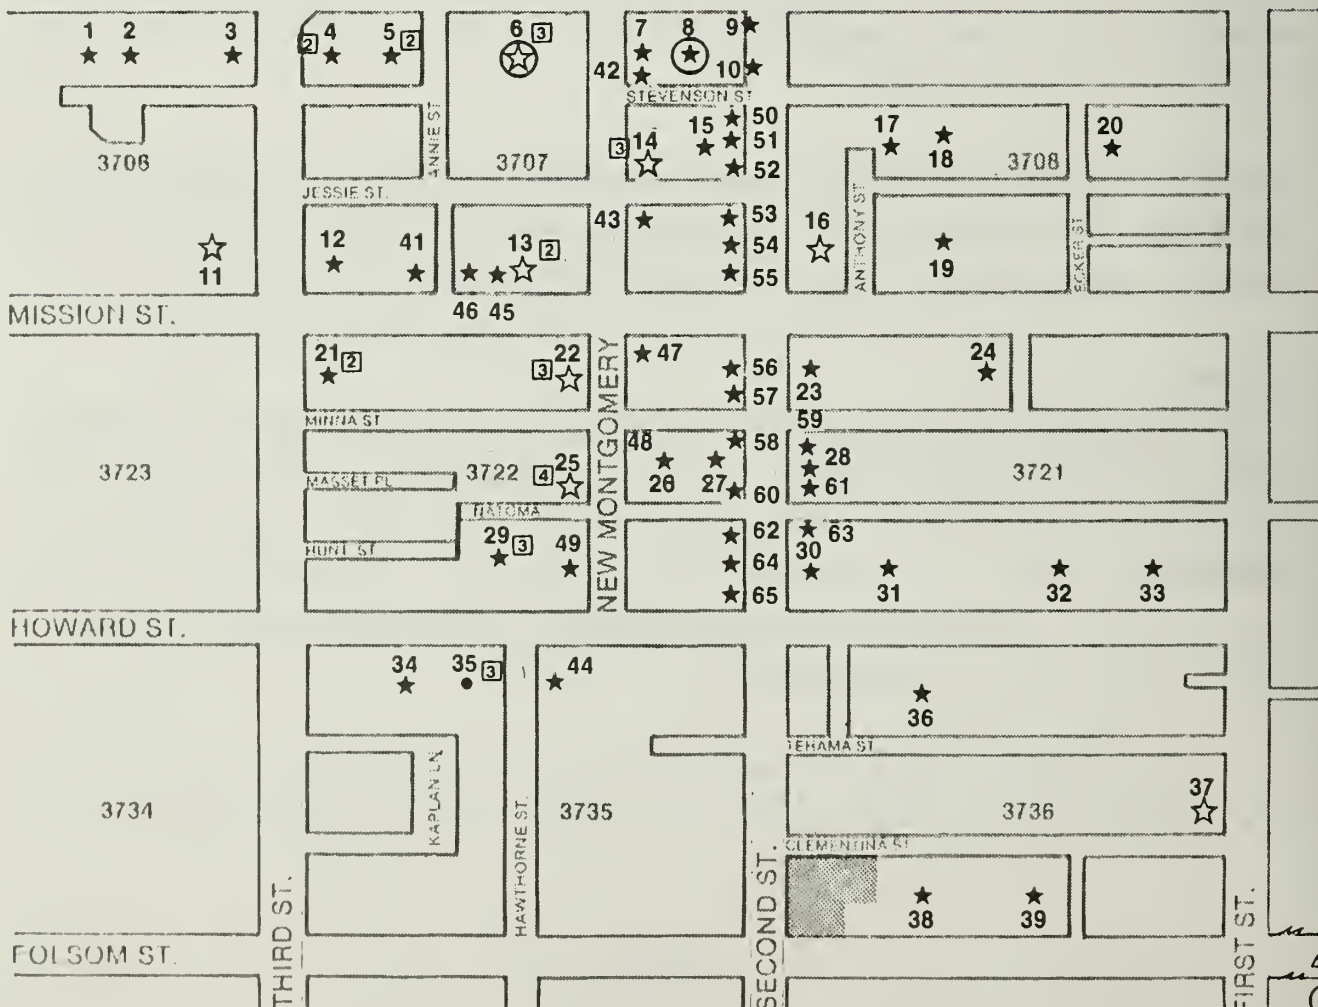 1 2 3 4 5 6 7 8 9
2 2 3
42 10
STEVENSON ST
3706 ANNIE ST 3707 3 14 15 50 17 20
51
18 3708
52
JESSIE ST.
12 41 13 2 43 53 16 ANTHONY ST ECKER ST
54
11 19
55
46 45
MISSION ST.
21 2 3 22 47 56 24
57 23
MINNA ST 59
3723 3722 4 25 48 58 28 3721
MASSET PL 26 27 60 61
NATOMA
HUNT ST 29 3 49 NEW MONTGOMERY 62 63
30
64
65 31 32 33
HOWARD ST.
34 35 3 44
36
TEHAMA ST
37
3734 KAPLAN LN HAWTHORNE ST. 3735 3736
CLEMENTINA ST
38 39
FOLSOM ST. THIRD ST. SECOND ST. FIRST ST.